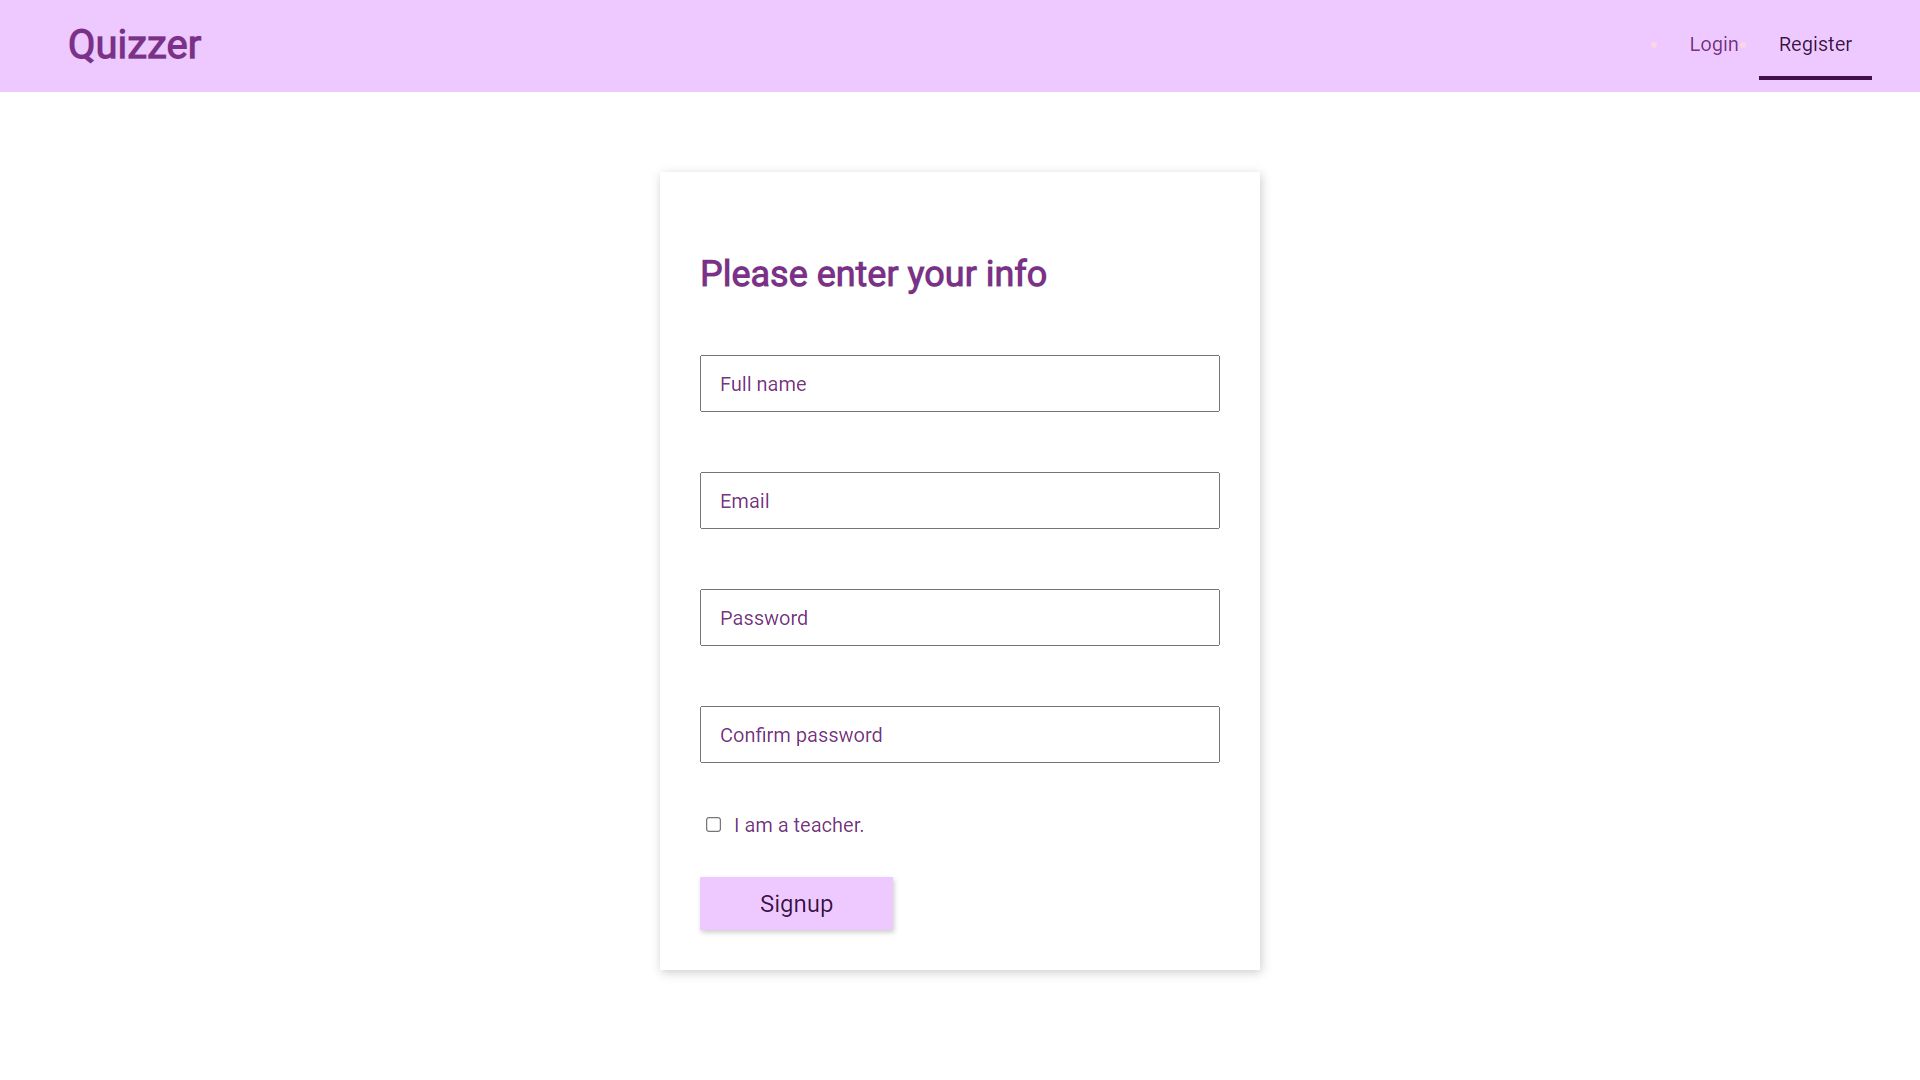 Quizzer
Login
Register
Please enter your info
Full name
Email
Password
Confirm password
I am a teacher.
Signup